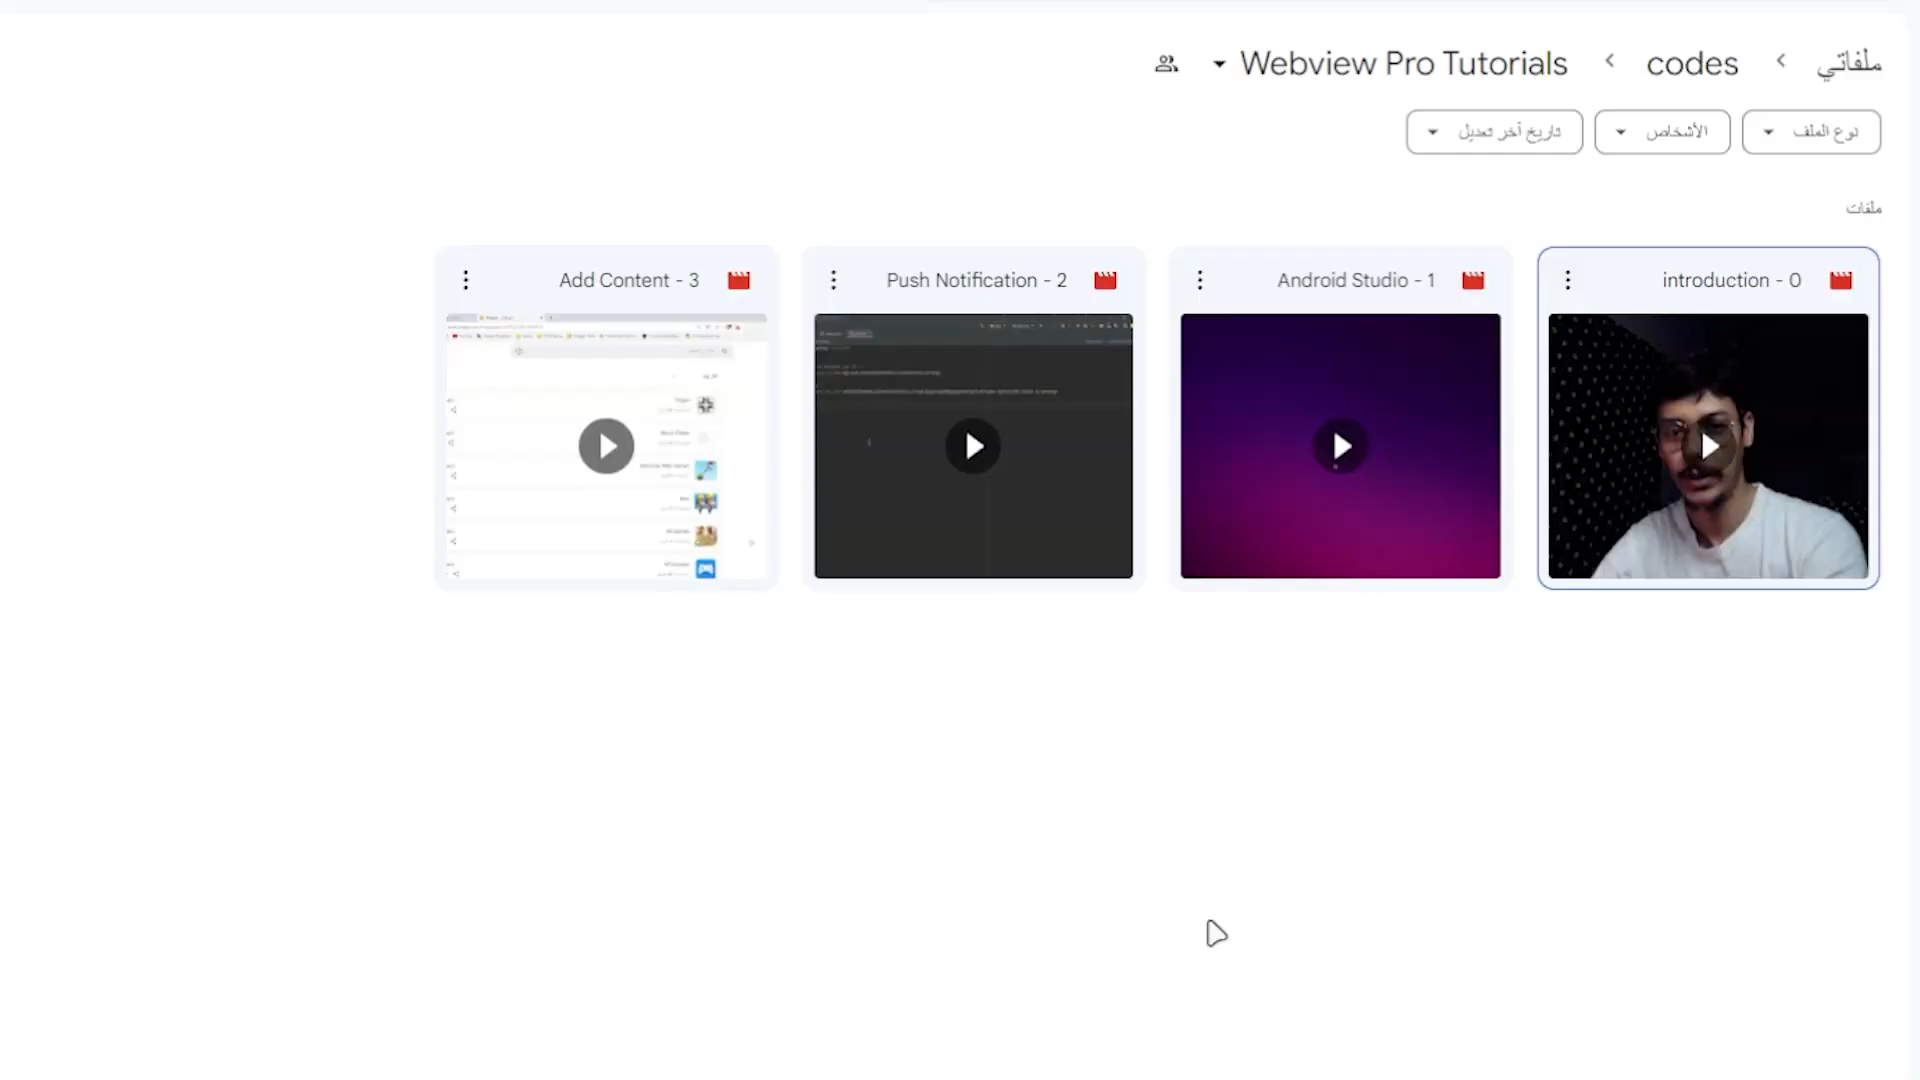 ملفاتي > codes > Webview Pro Tutorials
نوع الملف الأشخاص تاريخ آخر تعديل
ملفات
introduction - 0
Android Studio - 1
Push Notification - 2
Add Content - 3